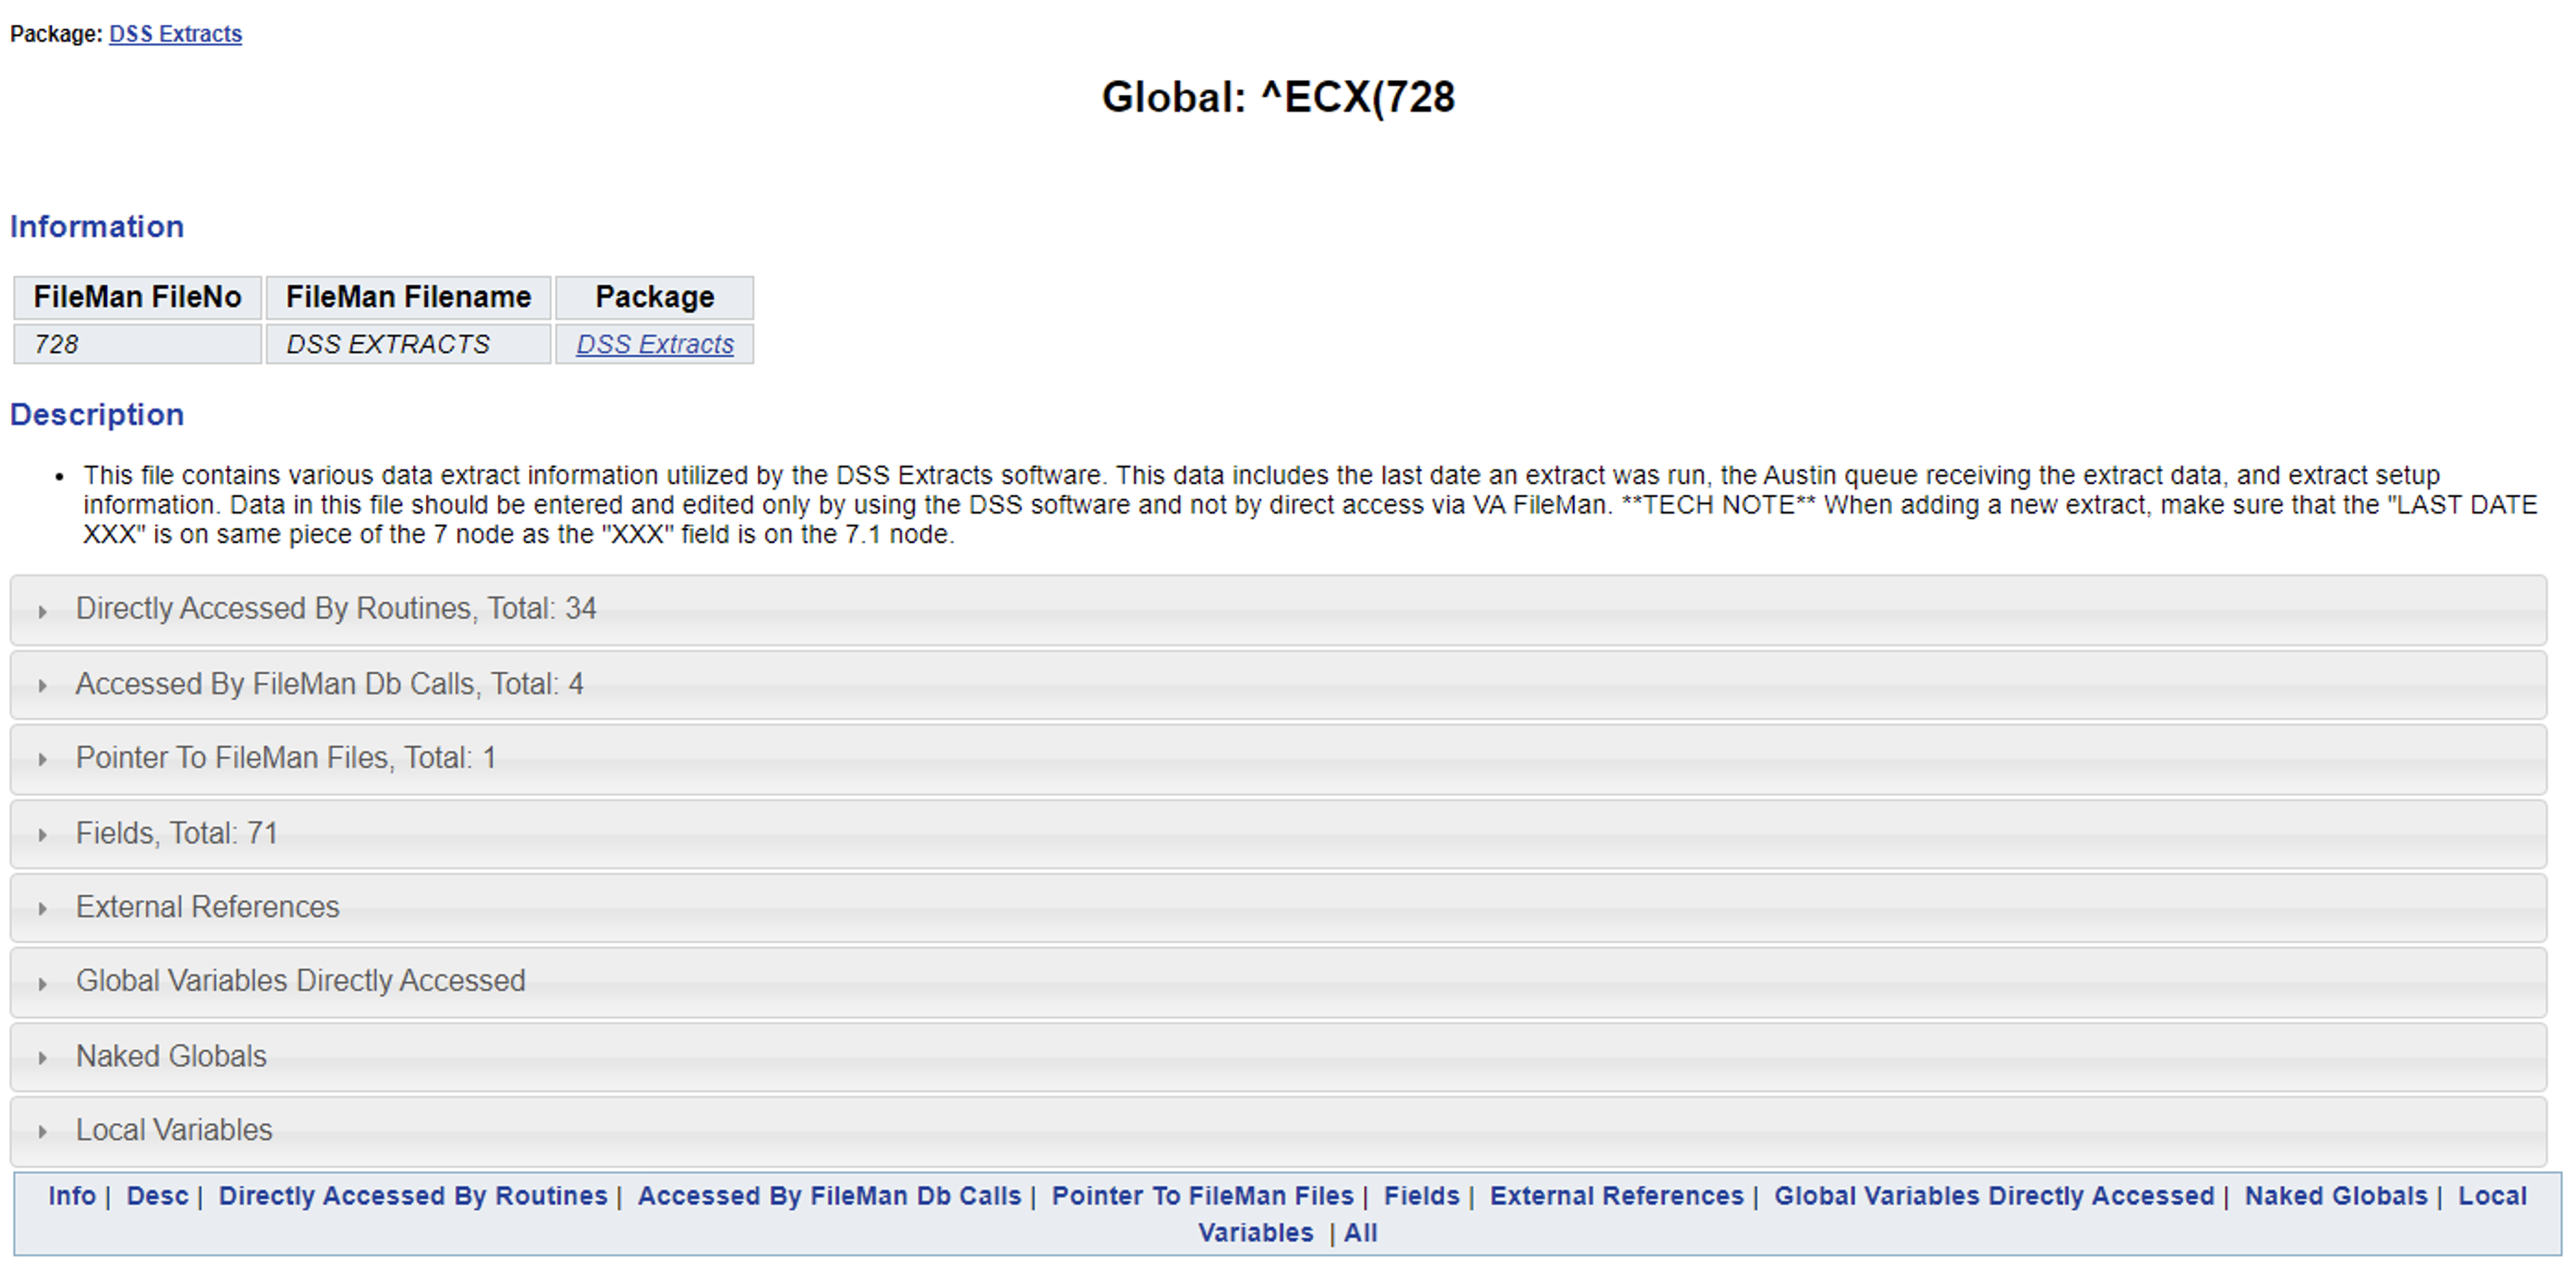 Package: DSS Extracts
Global: ^ECX(728
Information
FileMan FileNo FileMan Filename Package
728 DSS EXTRACTS DSS Extracts
Description
• This file contains various data extract information utilized by the DSS Extracts software. This data includes the last date an extract was run, the Austin queue receiving the extract data, and extract setup
information. Data in this file should be entered and edited only by using the DSS software and not by direct access via VA FileMan. **TECH NOTE** When adding a new extract, make sure that the "LAST DATE
XXX" is on same piece of the 7 node as the "XXX" field is on the 7.1 node.
Directly Accessed By Routines, Total: 34
Accessed By FileMan Db Calls, Total: 4
Pointer To FileMan Files, Total: 1
Fields, Total: 71
External References
Global Variables Directly Accessed
Naked Globals
Local Variables
Info | Desc | Directly Accessed By Routines | Accessed By FileMan Db Calls | Pointer To FileMan Files | Fields | External References | Global Variables Directly Accessed | Naked Globals | Local
Variables | All